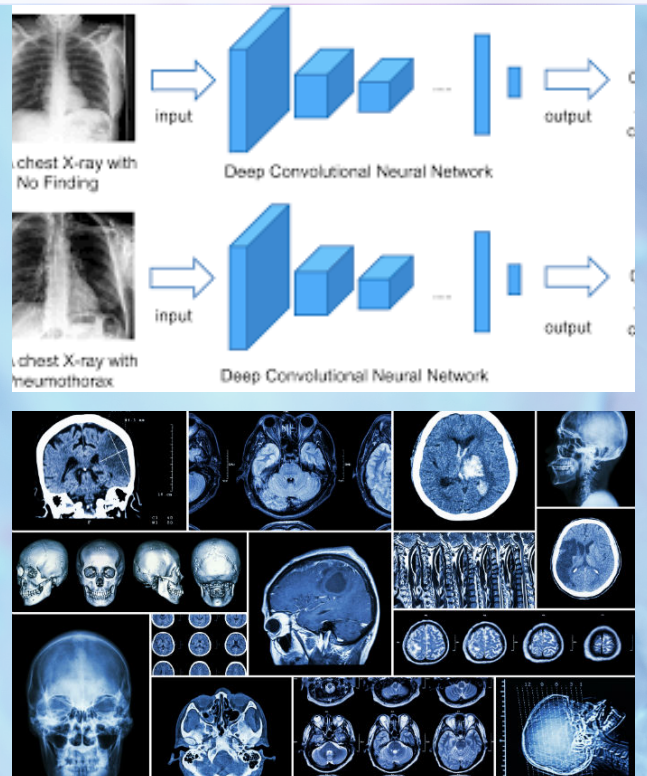 input
output
chest X-ray with
No Finding
Deep Convolutional Neural Network
input
output
chest X-ray with
neumothorax
Deep Convolutional Neural Network